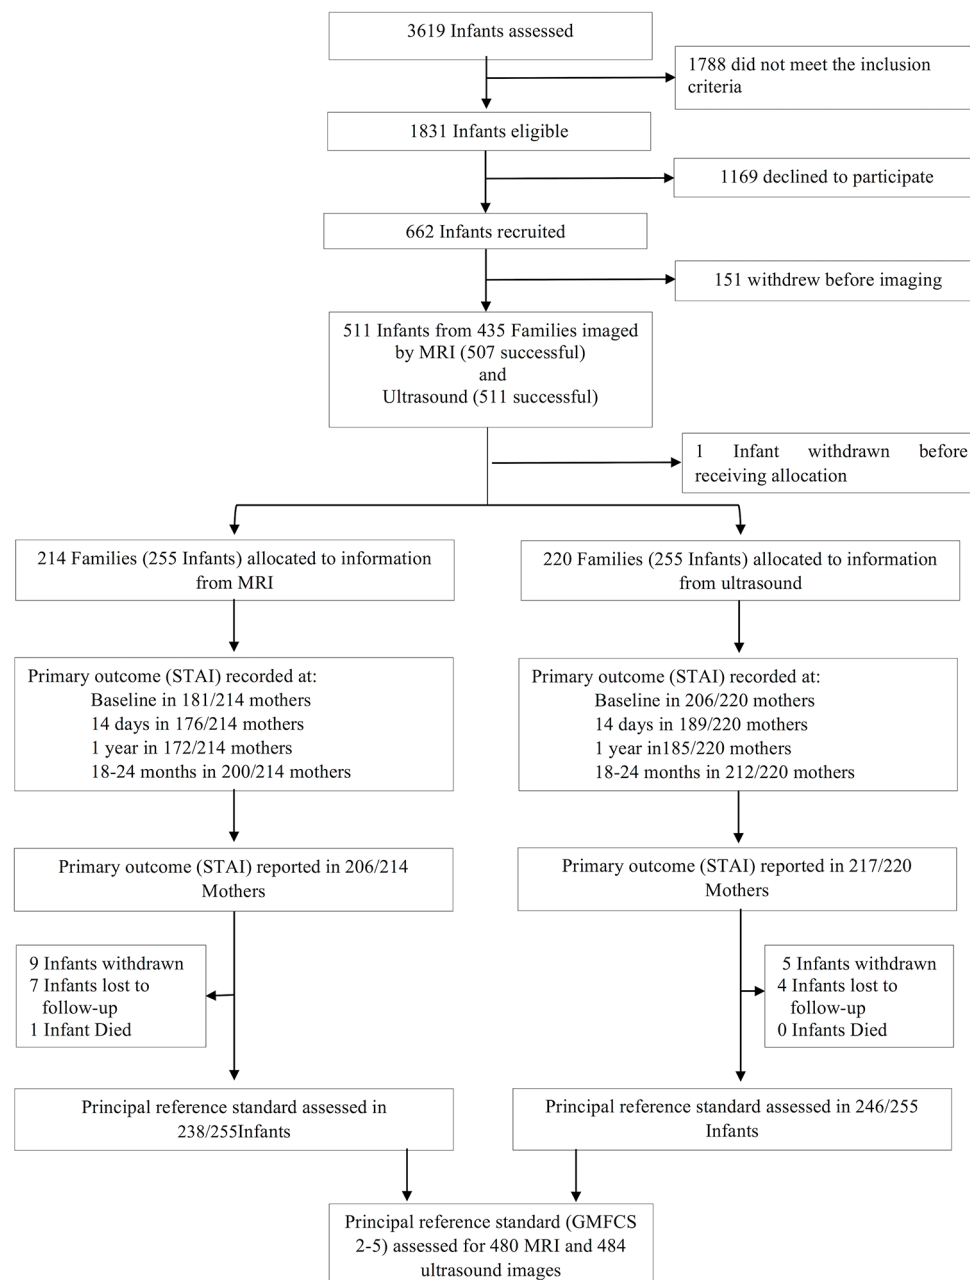 3619 Infants assessed
1788 did not meet the inclusion
criteria
1831 Infants eligible
1169 declined to participate
662 Infants recruited
151 withdrew before imaging
511 Infants from 435 Families imaged
by MRI (507 successful)
and
Ultrasound (511 successful)
1 Infant withdrawn before
receiving allocation
214 Families (255 Infants) allocated to information
from MRI
220 Families (255 Infants) allocated to information
from ultrasound
Primary outcome (STAI) recorded at:
Baseline in 181/214 mothers
14 days in 176/214 mothers
1 year in 172/214 mothers
18-24 months in 200/214 mothers
Primary outcome (STAI) recorded at:
Baseline in 206/220 mothers
14 days in 189/220 mothers
1 year in185/220 mothers
18-24 months in 212/220 mothers
Primary outcome (STAI) reported in 206/214
Mothers
Primary outcome (STAI) reported in 217/220
Mothers
9 Infants withdrawn
7 Infants lost to
follow-up
1 Infant Died
5 Infants withdrawn
4 Infants lost to
follow-up
0 Infants Died
Principal reference standard assessed in
238/255Infants
Principal reference standard assessed in 246/255
Infants
Principal reference standard (GMFCS
2-5) assessed for 480 MRI and 484
ultrasound images